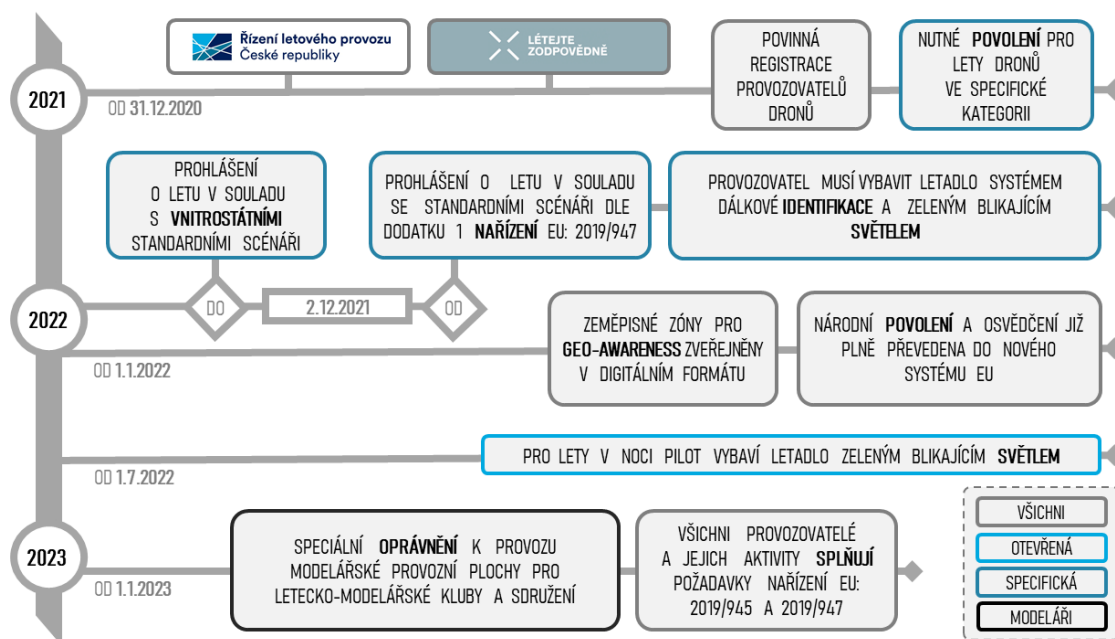 Řízení letového provozu
České republiky
LÉTEJTE
ZODPOVĚDNĚ
POVINNÁ
REGISTRACE
PROVOZOVATELŮ
DRONŮ
NUTNÉ POVOLENÍ PRO
LETY DRONŮ
VE SPECIFICKÉ
KATEGORII
2021
OD 31.12.2020
PROHLÁŠENÍ
O LETU V SOULADU
S VNITROSTÁTNÍMI
STANDARDNÍMI SCÉNÁŘI
PROHLÁŠENÍ O LETU V SOULADU
SE STANDARDNÍMI SCÉNÁŘI DLE
DODATKU 1 NAŘÍZENÍ EU: 2019/947
PROVOZOVATEL MUSÍ VYBAVIT LETADLO SYSTÉMEM
DÁLKOVÉ IDENTIFIKACE A ZELENÝM BLIKAJÍCÍM
SVĚTELEM
DO
2.12.2021
OD
2022
OD 1.1.2022
ZEMĚPISNÉ ZÓNY PRO
GEO-AWARENESS ZVEŘEJNĚNY
V DIGITÁLNÍM FORMÁTU
NÁRODNÍ POVOLENÍ A OSVĚDČENÍ JIŽ
PLNĚ PŘEVEDENA DO NOVÉHO
SYSTÉMU EU
PRO LETY V NOCI PILOT VYBAVÍ LETADLO ZELENÝM BLIKAJÍCÍM SVĚTLEM
OD 1.7.2022
2023
OD 1.1.2023
SPECIÁLNÍ OPRÁVNĚNÍ K PROVOZU
MODELÁŘSKÉ PROVOZNÍ PLOCHY PRO
LETECKO-MODELÁŘSKÉ KLUBY A SDRUŽENÍ
VŠICHNI PROVOZOVATELÉ
A JEJICH AKTIVITY SPLŇUJÍ
POŽADAVKY NAŘÍZENÍ EU:
2019/945 A 2019/947
VŠICHNI
OTEVŘENÁ
SPECIFICKÁ
MODELÁŘI